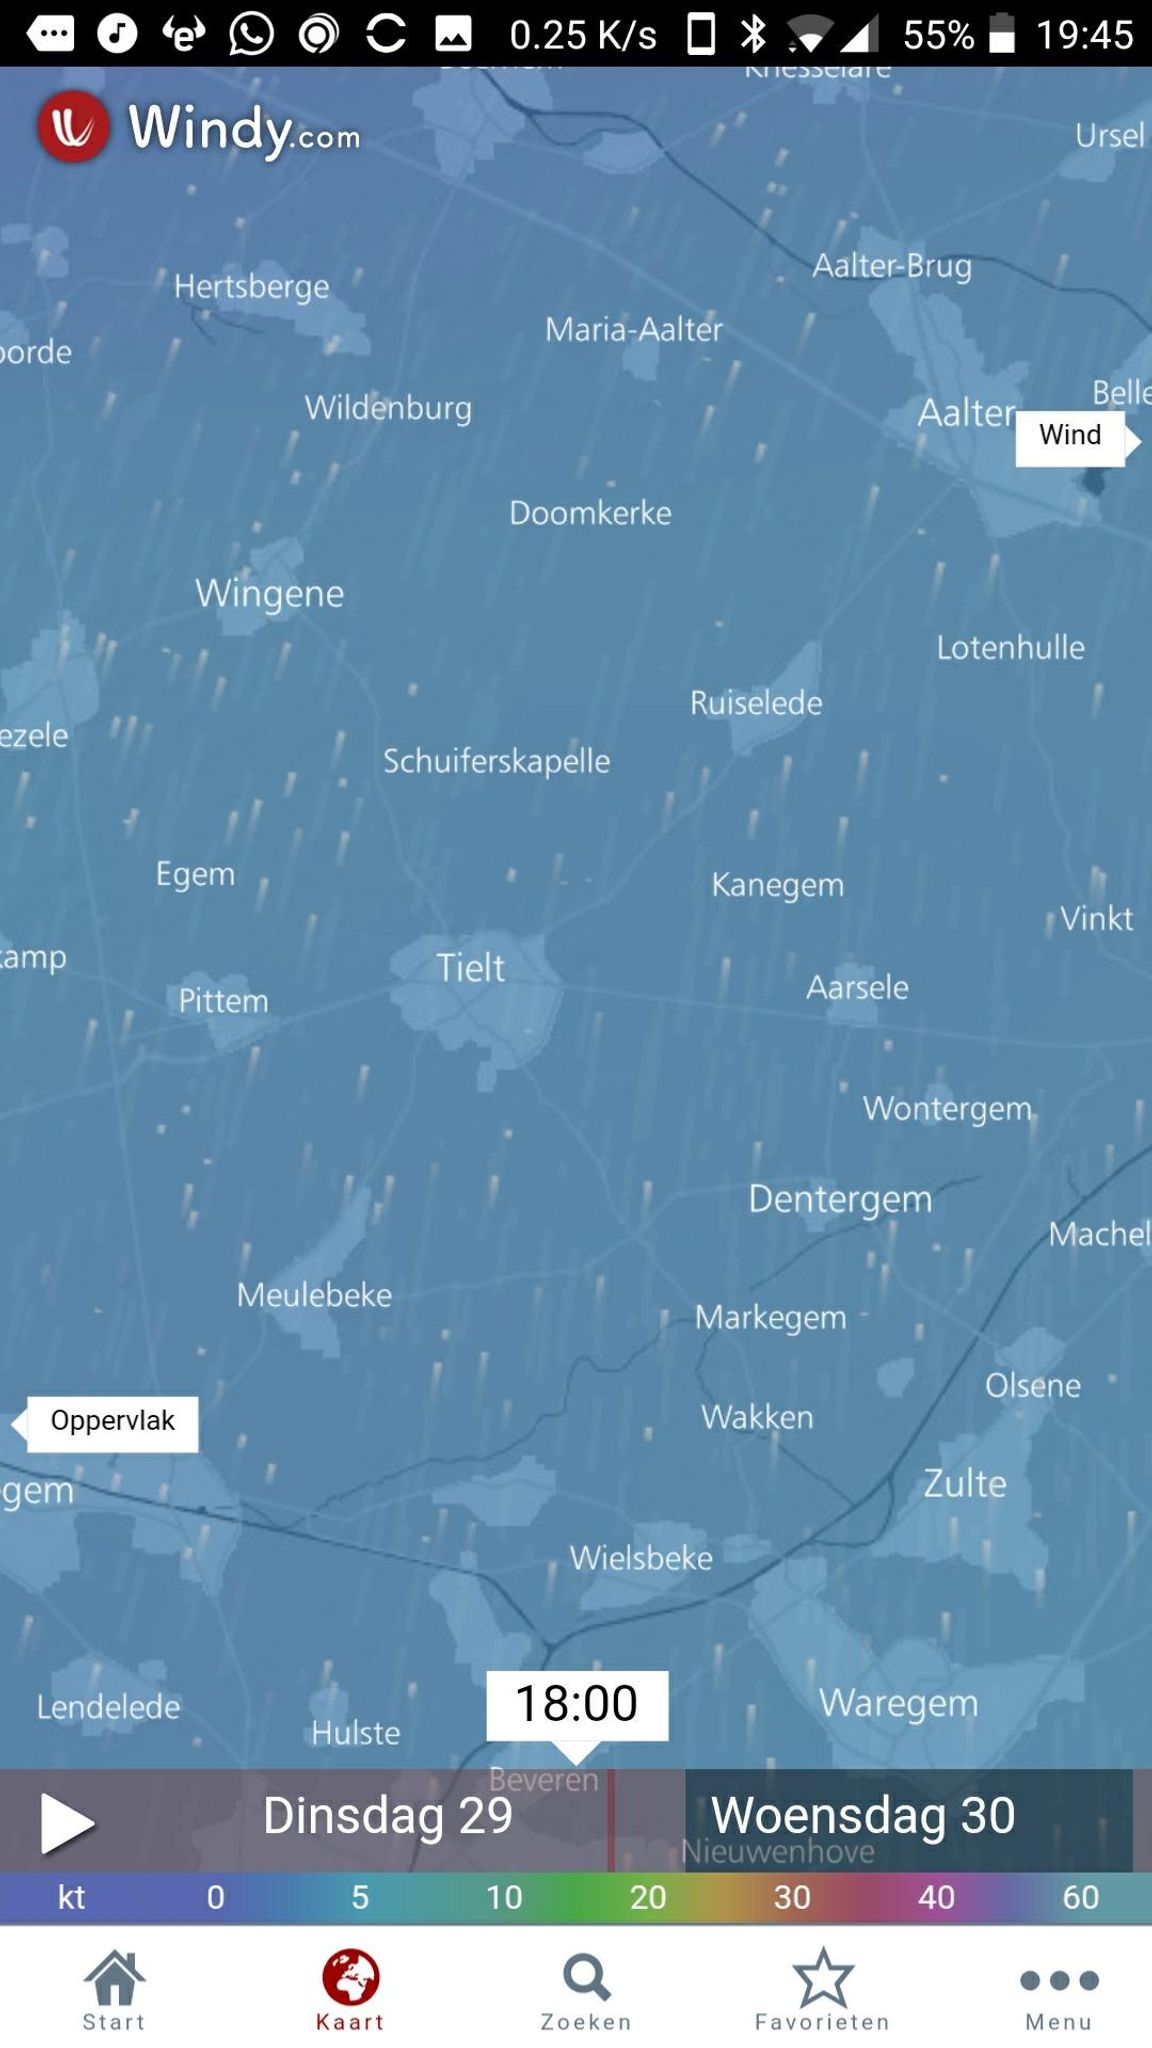 0.25 K/s 55% 19:45
Knesselare
Windy.com
Ursel
Aalter-Brug
Hertsberge
Maria-Aalter
oorde
Belle
Wildenburg
Aalter
Wind
Doomkerke
Wingene
Lotenhulle
Ruiselede
ezele
Schuiferskapelle
Egem
Kanegem
Vinkt
kamp
Tielt
Aarsele
Pittem
Wontergem
Dentergem
Machel
Meulebeke
Markegem
Olsene
Wakken
Oppervlak
Zulte
gem
Wielsbeke
18:00
Waregem
Lendelede
Hulste
Beveren
Dinsdag 29 Woensdag 30
Nieuwenhove
kt 0 5 10 20 30 40 60
Start Kaart Zoeken Favorieten Menu